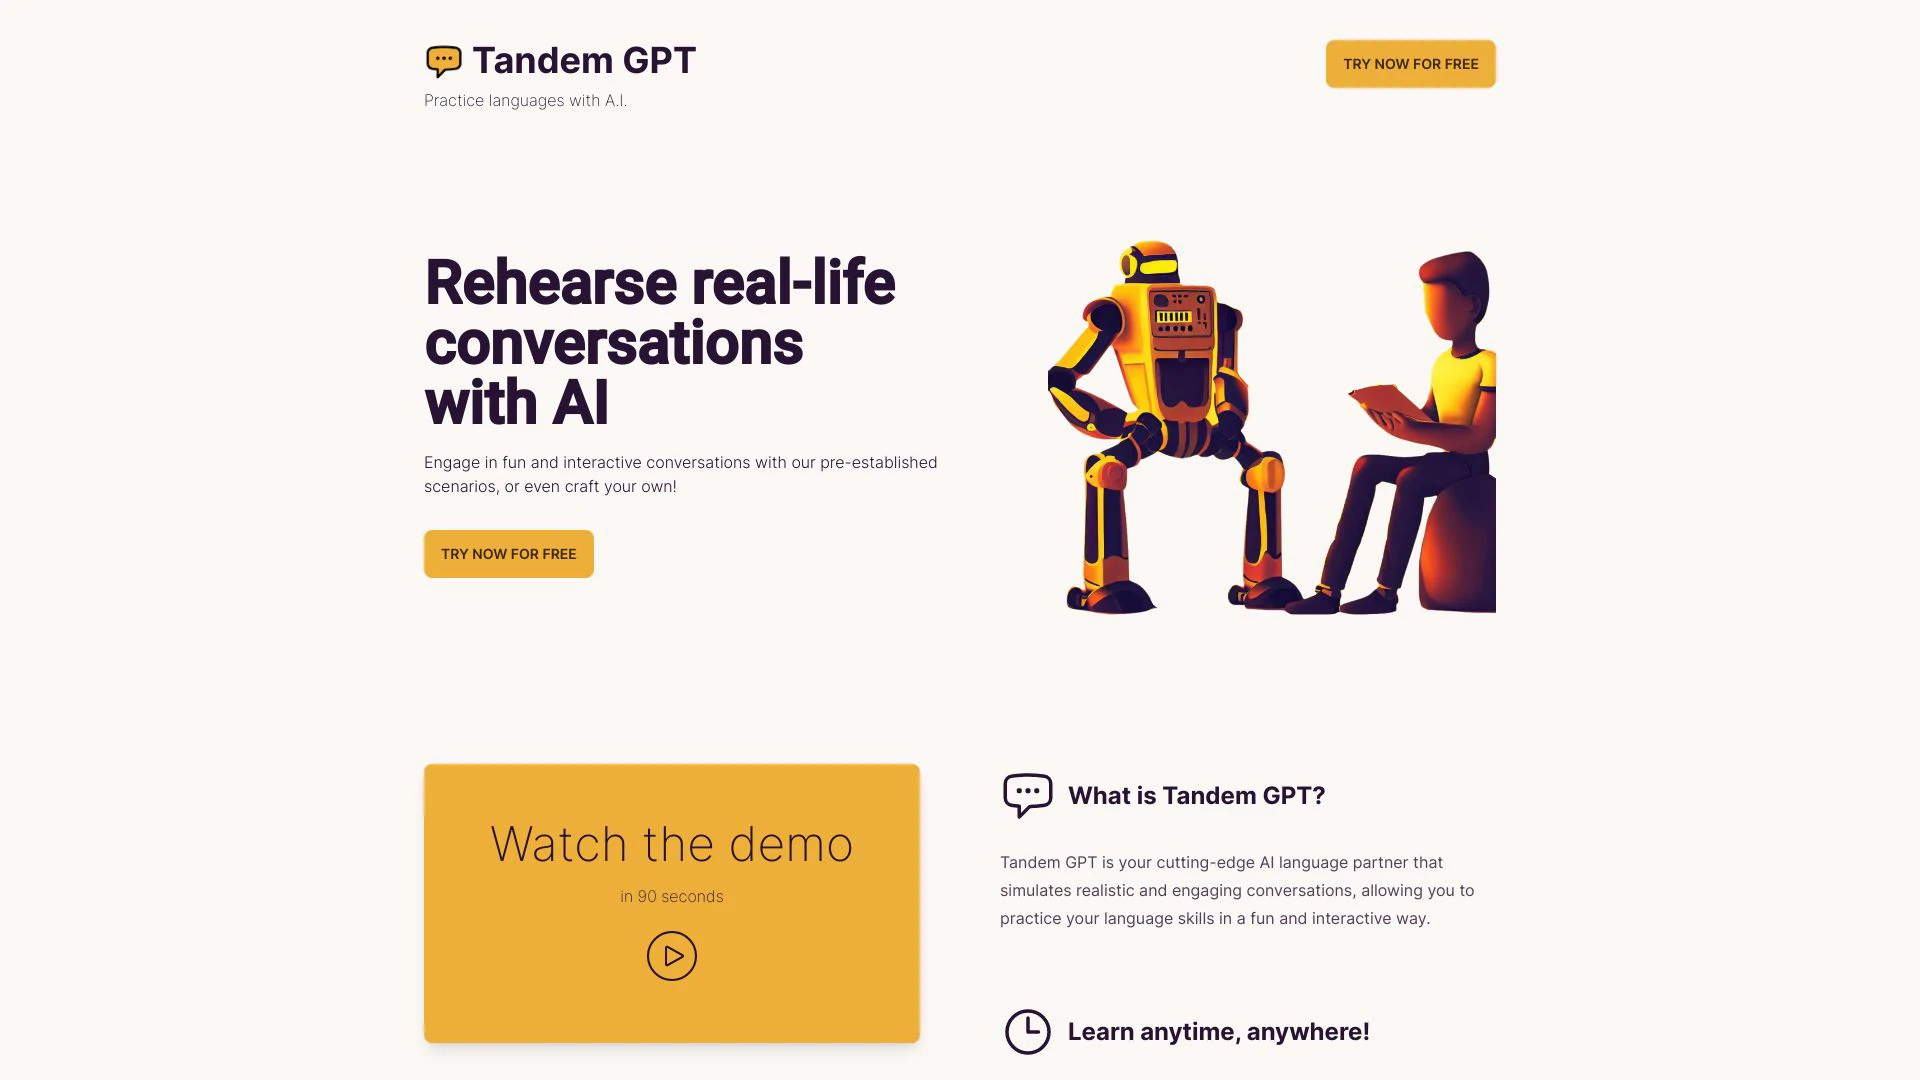 Tandem GPT
Practice languages with A.I.
TRY NOW FOR FREE
Rehearse real-life
conversations
with AI
Engage in fun and interactive conversations with our pre-established
scenarios, or even craft your own!
TRY NOW FOR FREE
Watch the demo
in 90 seconds
What is Tandem GPT?
Tandem GPT is your cutting-edge AI language partner that
simulates realistic and engaging conversations, allowing you to
practice your language skills in a fun and interactive way.
Learn anytime, anywhere!